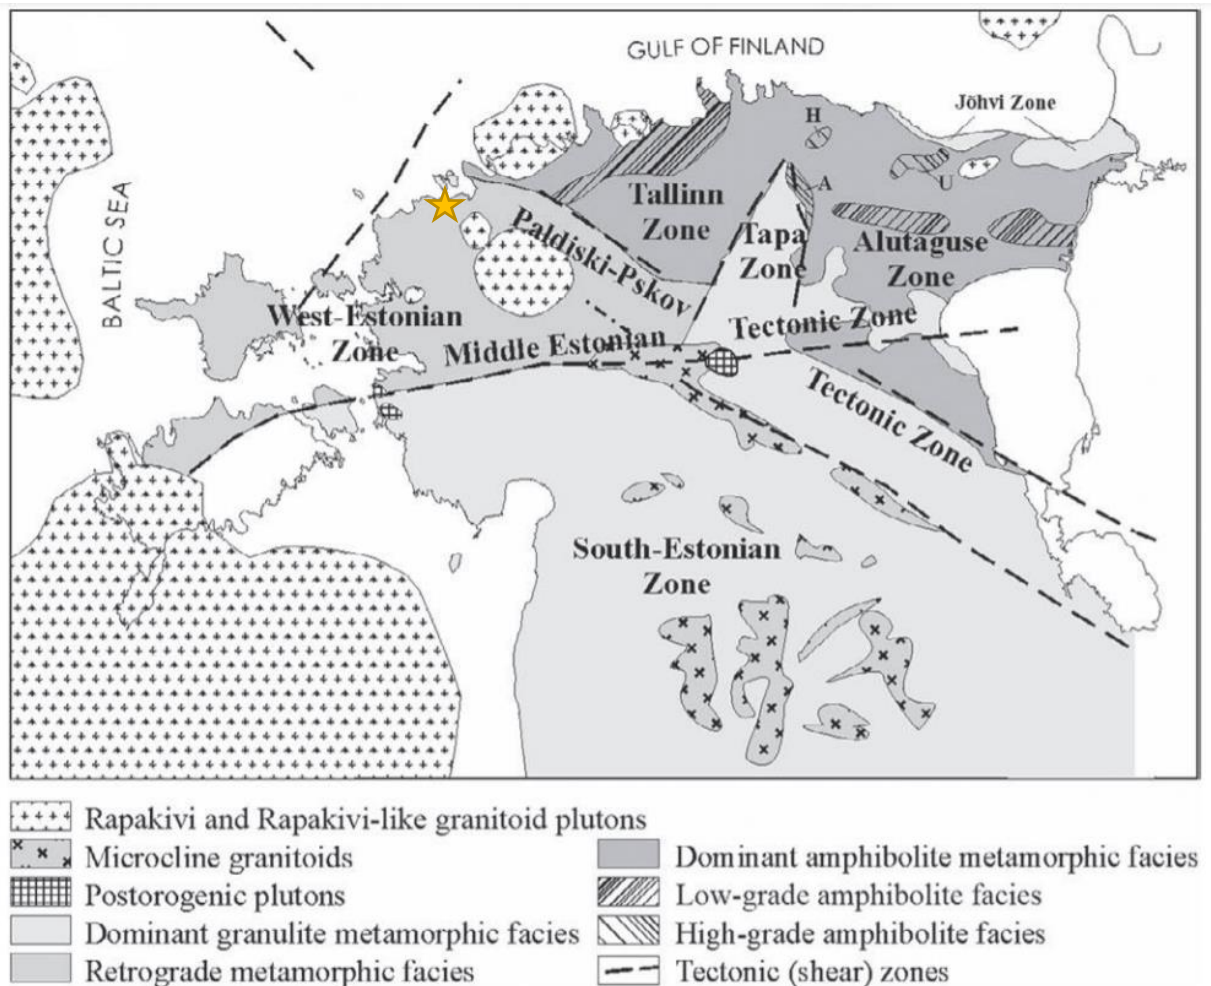 GULF OF FINLAND
Jõhvi Zone
H
BALTIC SEA
U
A
Tallinn
Zone
Paldiski-Pskov
Tapa
Zone
Alutaguse
Zone
West-Estonian
Zone
Middle Estonian
Tectonic Zone
Tectonic Zone
South-Estonian
Zone
Rapakivi and Rapakivi-like granitoid plutons
Microcline granitoids
Postorogenic plutons
Dominant granulite metamorphic facies
Retrograde metamorphic facies
Dominant amphibolite metamorphic facies
Low-grade amphibolite facies
High-grade amphibolite facies
Tectonic (shear) zones